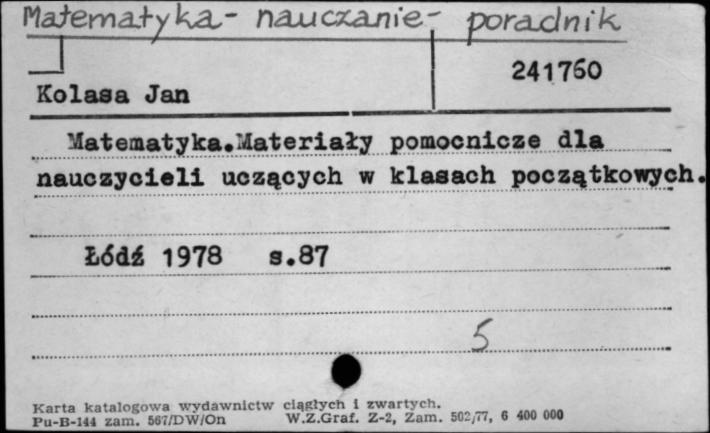 Matematyka - nauczanie - poradnik
241760
Kolasa Jan
Matematyka.Materiały pomocnicze dla
nauczycieli uczących w klasach początkowych.
Łódź 1978 s.87
5
Karta katalogowa wydawnictw ciągłych i zwartych.
Pu-B-144 zam. 567/DW/On W.Z.Graf. Z-2, Zam. 502/77, 6 400 000